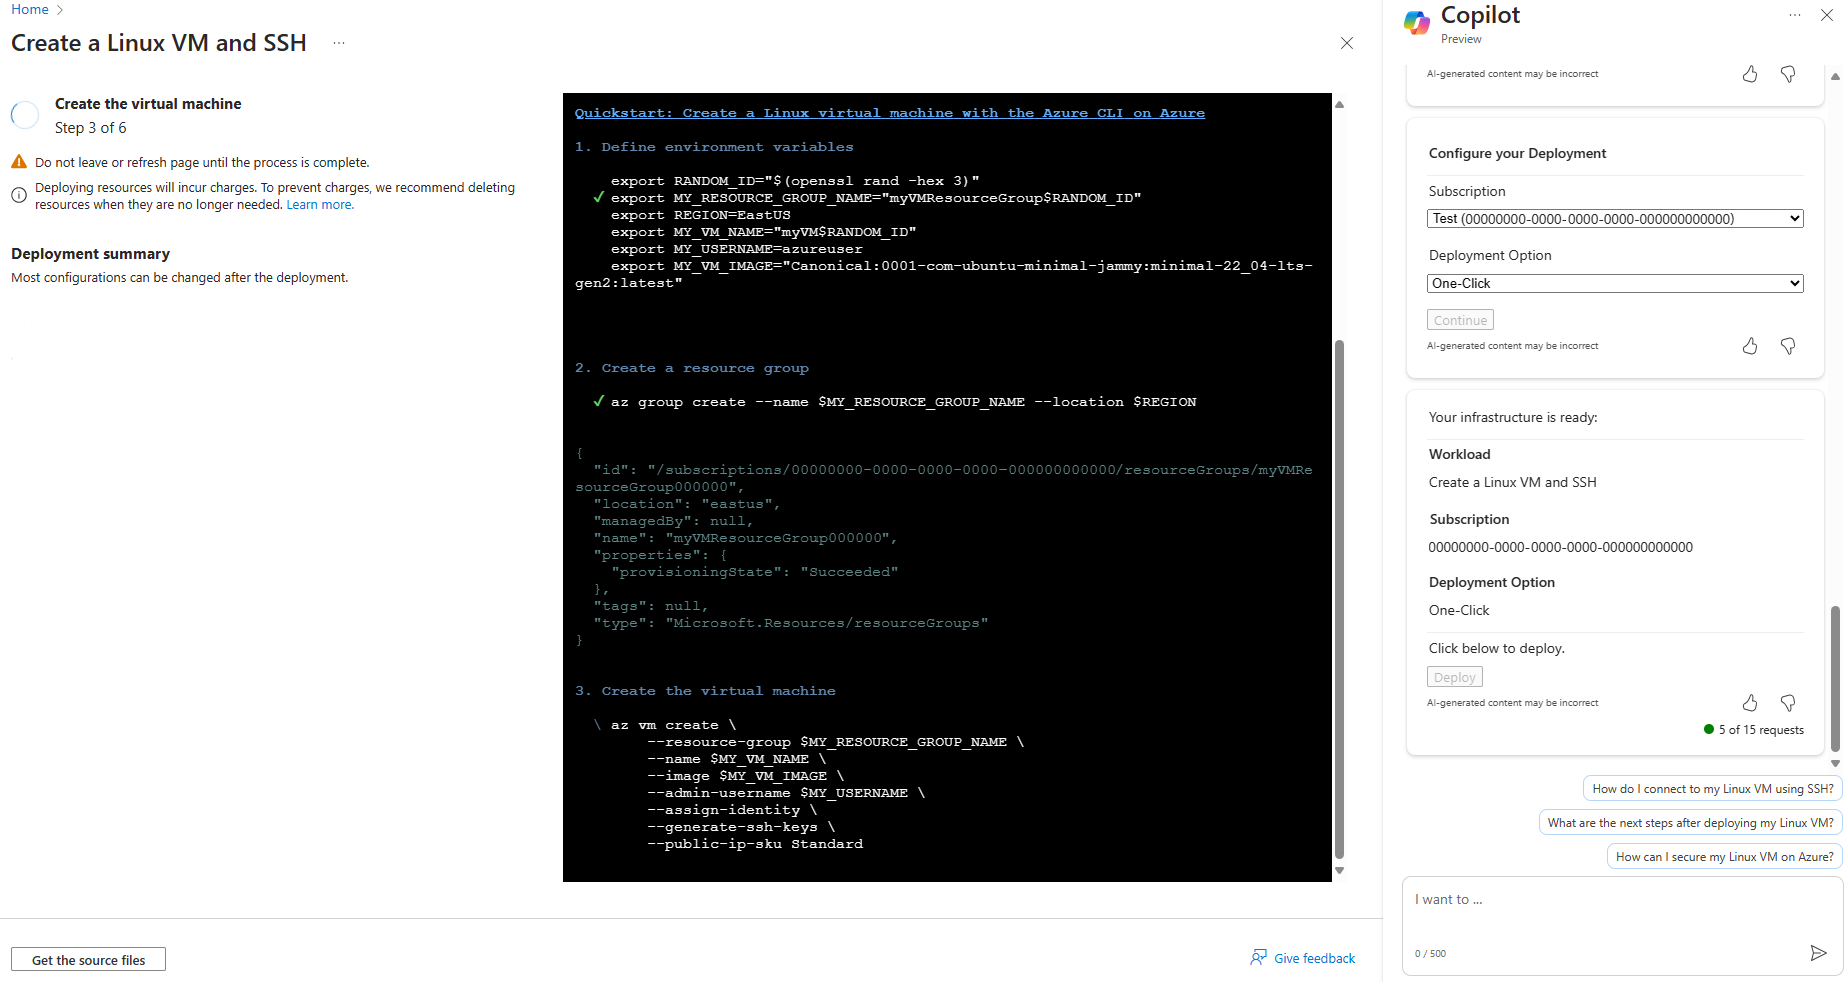 Home
Create a Linux VM and SSH
Create the virtual machine
Step 3 of 6
Do not leave or refresh page until the process is complete.
Deploying resources will incur charges. To prevent charges, we recommend deleting
resources when they are no longer needed. Learn more.
Deployment summary
Most configurations can be changed after the deployment.
Quickstart: Create a Linux virtual machine with the Azure CLI on Azure
1. Define environment variables
export RANDOM_ID="$(openssl rand -hex 3)"
✓ export MY_RESOURCE_GROUP_NAME="myVMResourceGroup$RANDOM_ID"
export REGION=EastUS
export MY_VM_NAME="myVM$RANDOM_ID"
export MY_USERNAME=azureuser
export MY_VM_IMAGE="Canonical:0001-com-ubuntu-minimal-jammy:minimal-22_04-lts-
gen2:latest"
2. Create a resource group
✓ az group create --name $MY_RESOURCE_GROUP_NAME --location $REGION
{
"id": "/subscriptions/00000000-0000-0000-0000-000000000000/resourceGroups/myVMRe
sourceGroup000000",
"location": "eastus",
"managedBy": null,
"name": "myVMResourceGroup000000",
"properties": {
"provisioningState": "Succeeded"
},
"tags": null,
"type": "Microsoft.Resources/resourceGroups"
}
3. Create the virtual machine
\ az vm create \
--resource-group $MY_RESOURCE_GROUP_NAME \
--name $MY_VM_NAME \
--image $MY_VM_IMAGE \
--admin-username $MY_USERNAME \
--assign-identity \
--generate-ssh-keys \
--public-ip-sku Standard
Get the source files
Give feedback
Copilot
Preview
AI-generated content may be incorrect
Configure your Deployment
Subscription
Test (00000000-0000-0000-0000-000000000000)
Deployment Option
One-Click
Continue
AI-generated content may be incorrect
Your infrastructure is ready:
Workload
Create a Linux VM and SSH
Subscription
00000000-0000-0000-0000-000000000000
Deployment Option
One-Click
Click below to deploy.
Deploy
AI-generated content may be incorrect
5 of 15 requests
How do I connect to my Linux VM using SSH?
What are the next steps after deploying my Linux VM?
How can I secure my Linux VM on Azure?
I want to ...
0 / 500